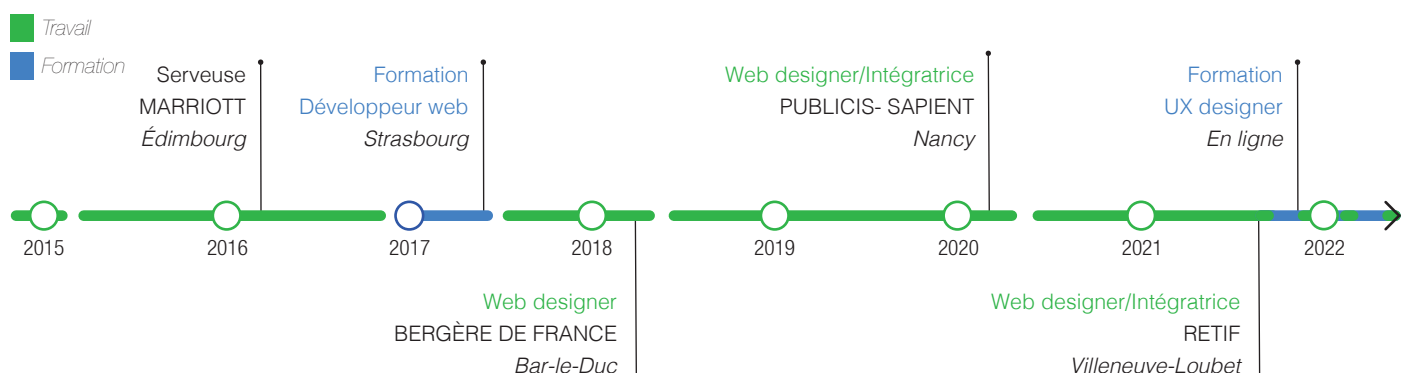 Travail
Formation
Serveuse
MARRIOTT
Édimbourg
Formation
Développeur web
Strasbourg
Web designer/Intégratrice
PUBLICIS- SAPIENT
Nancy
Formation
UX designer
En ligne
2015
2016
2017
2018
2019
2020
2021
2022
Web designer
BERGÈRE DE FRANCE
Bar-le-Duc
Web designer/Intégratrice
RETIF
Villeneuve-Loubet